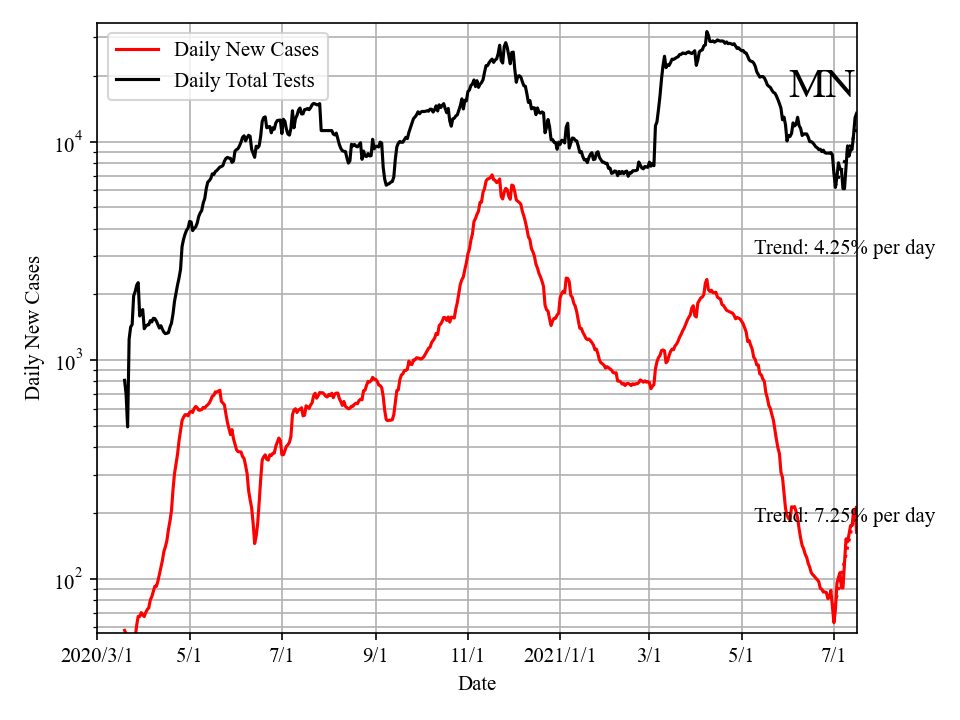 Daily New Cases
Daily Total Tests
MN
Trend: 4.25% per day
Trend: 7.25% per day
Daily New Cases
10^4
10^3
10^2
2020/3/1 5/1 7/1 9/1 11/1 2021/1/1 3/1 5/1 7/1
Date